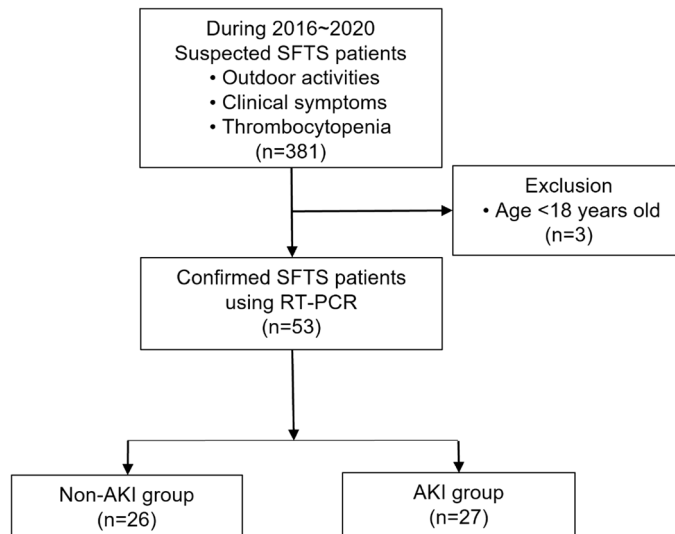 During 2016~2020
Suspected SFTS patients
• Outdoor activities
• Clinical symptoms
• Thrombocytopenia
(n=381)
Exclusion
• Age <18 years old
(n=3)
Confirmed SFTS patients
using RT-PCR
(n=53)
Non-AKI group
(n=26)
AKI group
(n=27)